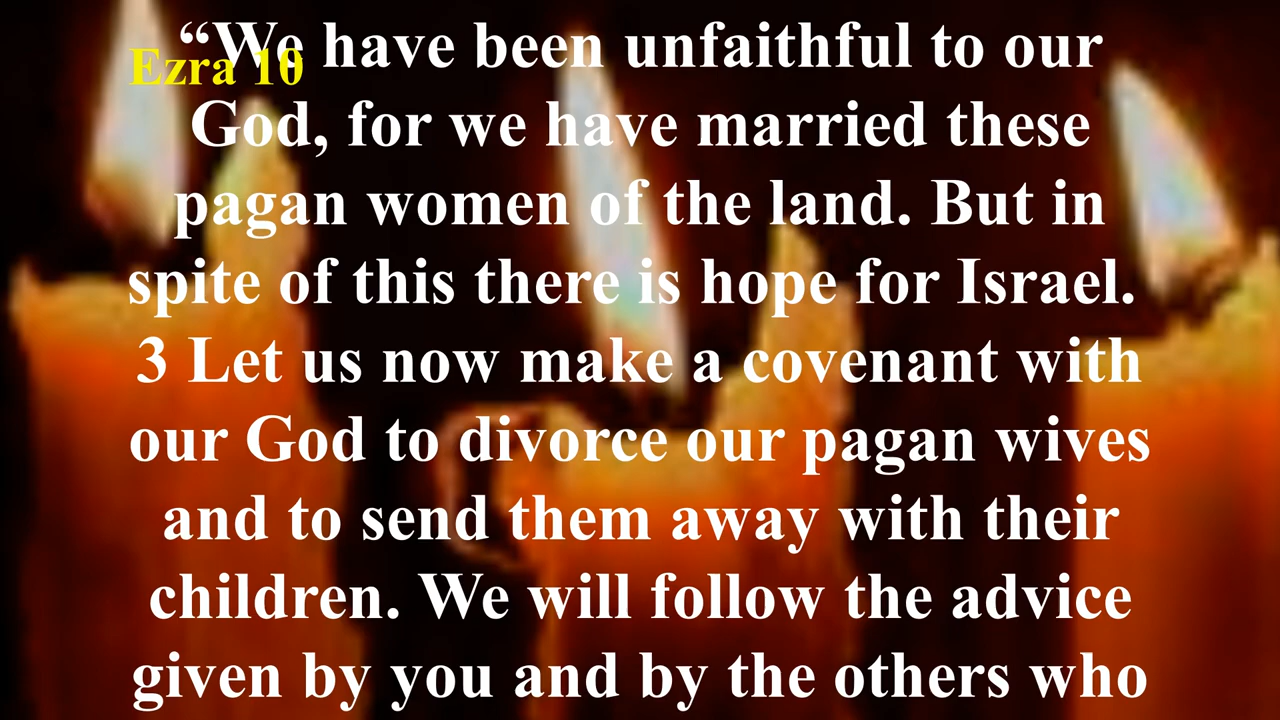 Ezra 10
“We have been unfaithful to our
God, for we have married these
pagan women of the land. But in
spite of this there is hope for Israel.
3 Let us now make a covenant with
our God to divorce our pagan wives
and to send them away with their
children. We will follow the advice
given by you and by the others who